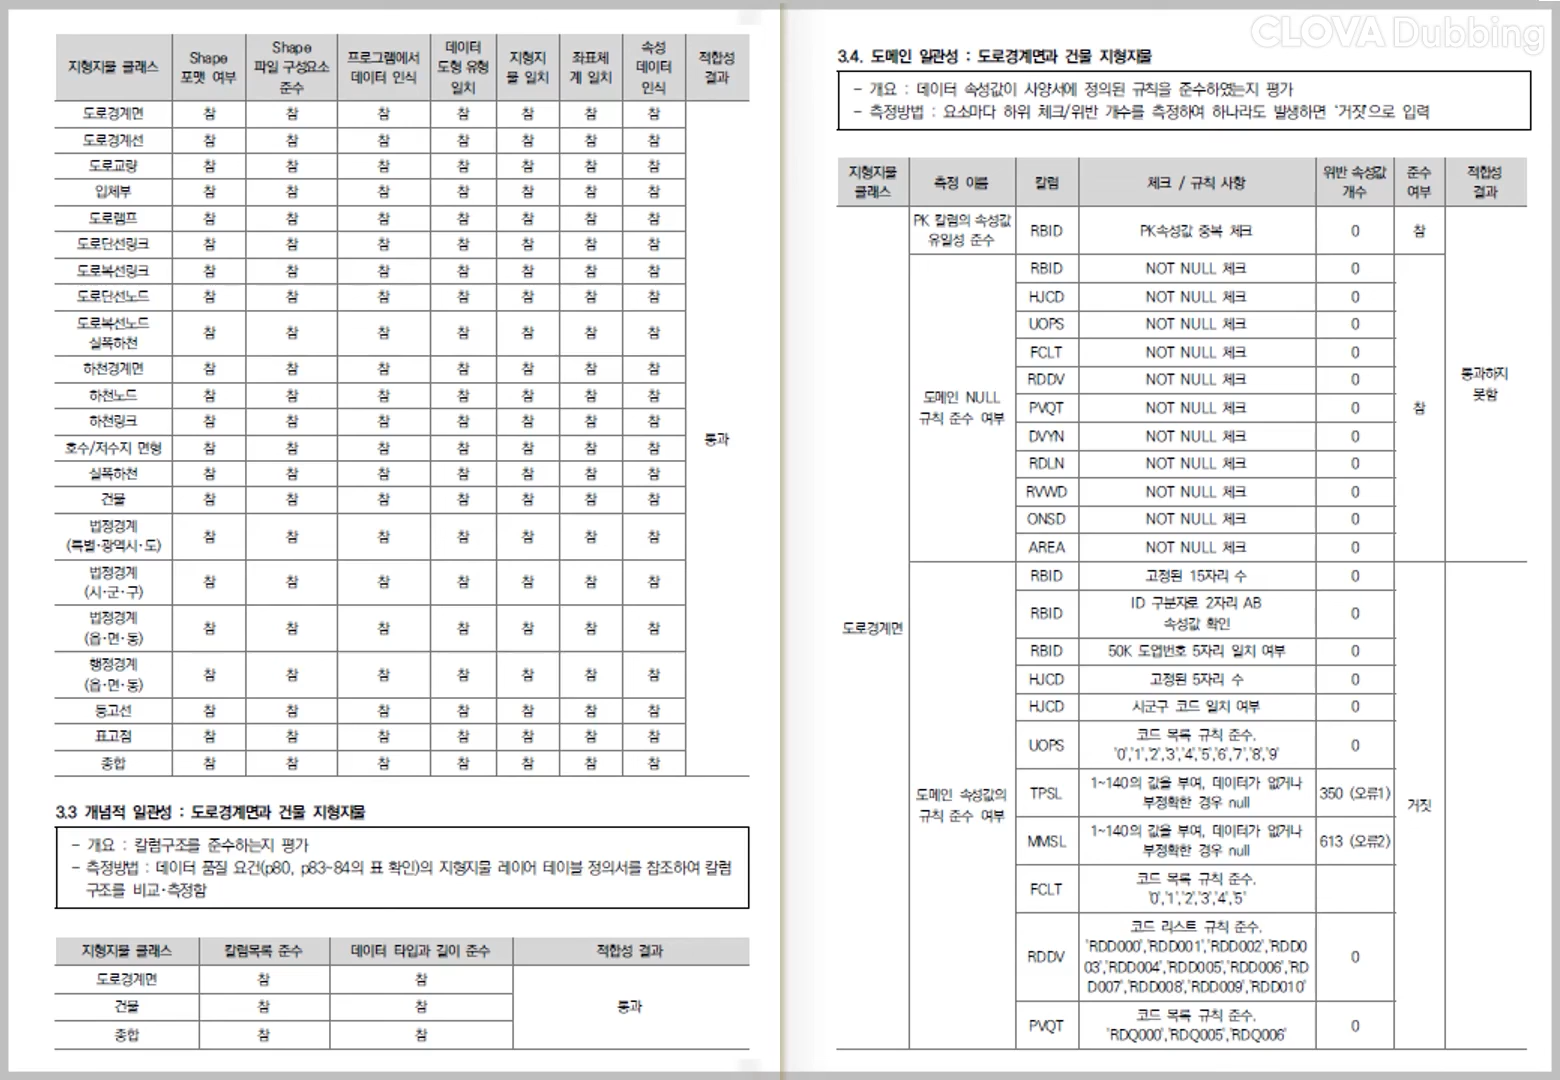 CLOVA Dubbing
지형지물 클래스 | Shape 포맷 여부 | Shape 파일 구성요소 준수 | 프로그램에서 데이터 인식 | 데이터 도형 유형 일치 | 지형지물 일치 | 좌표체계 일치 | 속성 데이터 인식 | 적합성 결과
도로경계면 참 참 참 참 참 참 참
도로경계선 참 참 참 참 참 참 참
도로교량 참 참 참 참 참 참 참
입체부 참 참 참 참 참 참 참
도로램프 참 참 참 참 참 참 참
도로단선링크 참 참 참 참 참 참 참
도로복선링크 참 참 참 참 참 참 참
도로단선노드 참 참 참 참 참 참 참
도로복선노드
실폭하천 참 참 참 참 참 참 참
하천경계면 참 참 참 참 참 참 참
하천노드 참 참 참 참 참 참 참
하천링크 참 참 참 참 참 참 참
호수/저수지 면형 참 참 참 참 참 참 참
통과
실폭하천 참 참 참 참 참 참 참
건물 참 참 참 참 참 참 참
법정경계
(특별·광역시·도) 참 참 참 참 참 참 참
법정경계
(시·군·구) 참 참 참 참 참 참 참
법정경계
(읍·면·동) 참 참 참 참 참 참 참
행정경계
(읍·면·동) 참 참 참 참 참 참 참
등고선 참 참 참 참 참 참 참
표고점 참 참 참 참 참 참 참
종합 참 참 참 참 참 참 참
3.3 개념적 일관성 : 도로경계면과 건물 지형지물
- 개요 : 칼럼구조를 준수하는지 평가
- 측정방법 : 데이터 품질 요건(p80, p83~84의 표 확인)의 지형지물 레이어 테이블 정의서를 참조하여 칼럼
구조를 비교·측정함
지형지물 클래스 칼럼목록 준수 데이터 타입과 길이 준수 적합성 결과
도로경계면 참 참
건물 참 참 통과
종합 참 참
3.4. 도메인 일관성 : 도로경계면과 건물 지형지물
- 개요 : 데이터 속성값이 사양서에 정의된 규칙을 준수하였는지 평가
- 측정방법 : 요소마다 하위 체크/위반 개수를 측정하여 하나라도 발생하면 '거짓'으로 입력
지형지물 클래스 | 측정 이름 | 칼럼 | 체크 / 규칙 사항 | 위반 속성값 개수 | 준수 여부 | 적합성 결과
도로경계면
PK 칼럼의 속성값
유일성 준수
RBID PK속성값 중복 체크 0 참
도메인 NULL
규칙 준수 여부
RBID NOT NULL 체크 0
HJCD NOT NULL 체크 0
UOPS NOT NULL 체크 0
FCLT NOT NULL 체크 0
RDDV NOT NULL 체크 0
PVQT NOT NULL 체크 0
DVYN NOT NULL 체크 0
RDLN NOT NULL 체크 0
RVWD NOT NULL 체크 0
ONSD NOT NULL 체크 0
AREA NOT NULL 체크 0
참
통과하지
못함
도메인 속성값의
규칙 준수 여부
RBID 고정된 15자리 수 0
RBID ID 구분자로 2자리 AB
속성값 확인 0
RBID 50K 도엽번호 5자리 일치 여부 0
HJCD 고정된 5자리 수 0
HJCD 시군구 코드 일치 여부 0
UOPS 코드 목록 규칙 준수,
'0','1','2','3','4','5','6','7','8','9' 0
TPSL 1~140의 값을 부여, 데이터가 없거나
부정확한 경우 null 350 (오류1)
MMSL 1~140의 값을 부여, 데이터가 없거나
부정확한 경우 null 613 (오류2)
거짓
FCLT 코드 목록 규칙 준수,
'0','1','2','3','4','5'
RDDV 코드 리스트 규칙 준수,
'RDD000','RDD001','RDD002','RDD0
03','RDD004','RDD005','RDD006','RD
D007','RDD008','RDD009','RDD010' 0
PVQT 코드 목록 규칙 준수,
'RDQ000','RDQ005','RDQ006' 0